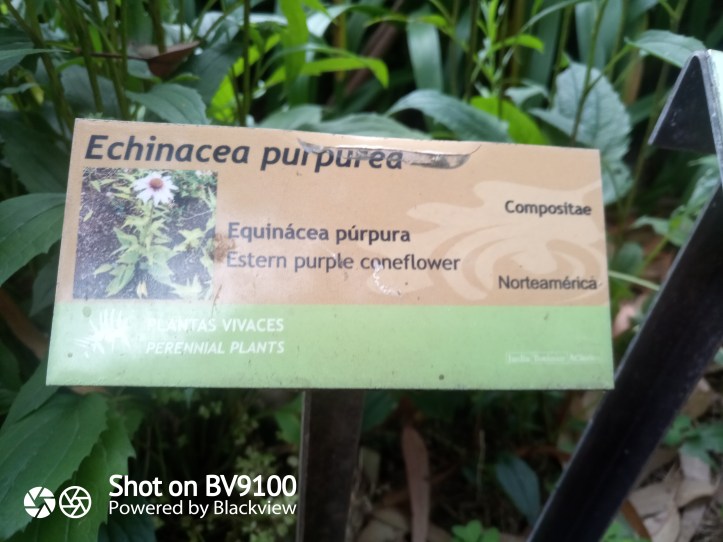 Echinacea purpurea
Compositae
Equinácea púrpura
Estern purple coneflower
Norteamérica
PLANTAS VIVACES
PERENNIAL PLANTS
Shot on BV9100
Powered by Blackview